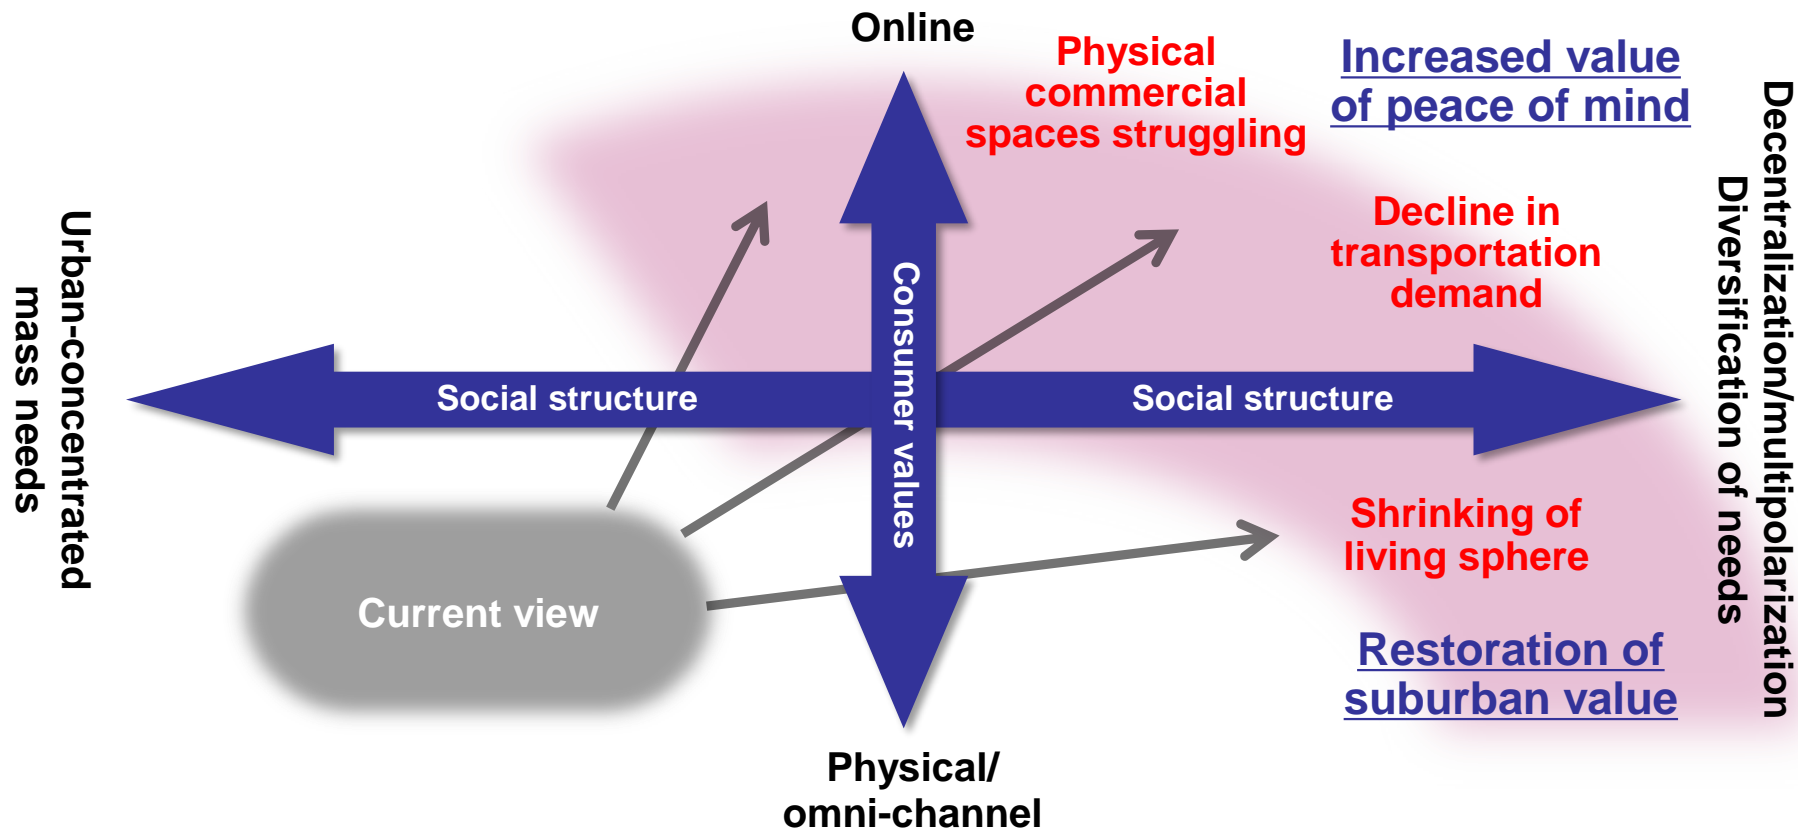 Online
Physical
commercial
spaces struggling
Increased value
of peace of mind
Decline in
transportation
demand
Urban-concentrated
mass needs
Social structure
Consumer values
Social structure
Decentralization/multipolarization
Diversification of needs
Current view
Shrinking of
living sphere
Restoration of
suburban value
Physical/
omni-channel